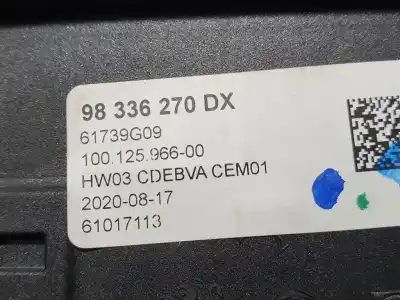 98 336 270 DX
61739G09
100.125.966-00
HW03 CDEBVA CEM01
2020-08-17
61017113